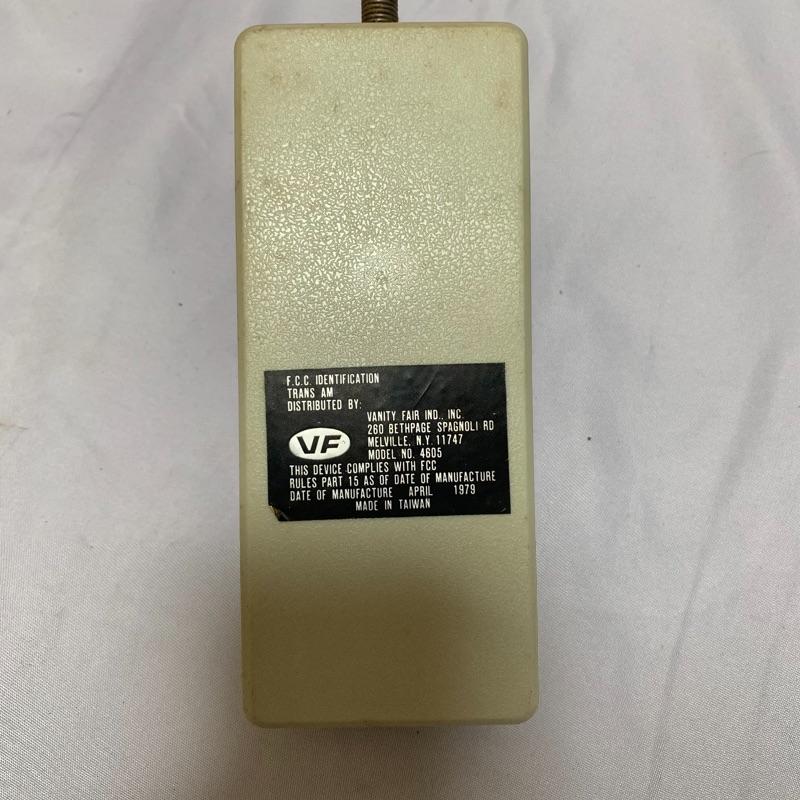 F.C.C. IDENTIFICATION
TRANS AM
DISTRIBUTED BY:
VANITY FAIR IND., INC.
260 BETHPAGE SPAGNOLI RD
MELVILLE, N.Y. 11747
MODEL NO. 4605
VF
THIS DEVICE COMPLIES WITH FCC
RULES PART 15 AS OF DATE OF MANUFACTURE
DATE OF MANUFACTURE APRIL 1979
MADE IN TAIWAN